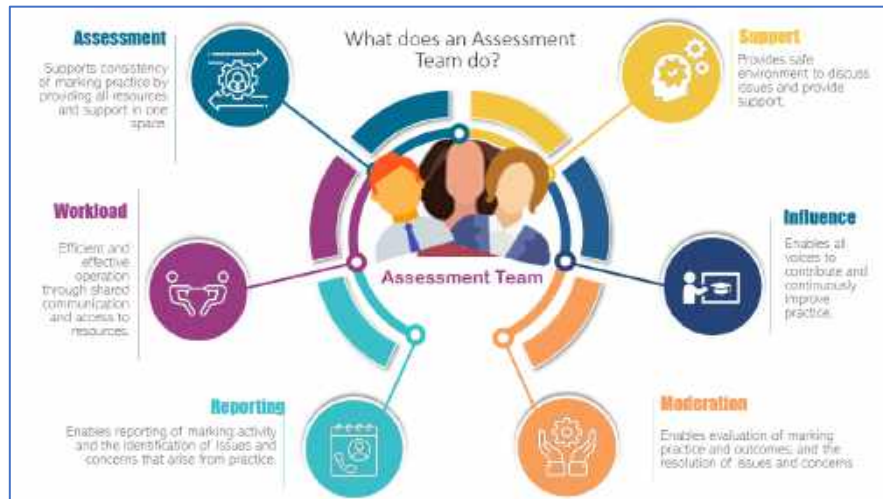 What does an Assessment
Team do?
Assessment
Supports consistency
of marking practice by
providing all resources
and support in one
space.
Support
Provides safe
environment to discuss
issues and provide
support.
Workload
Efficient and
effective
operation
through shared
communication
and access to
resources.
Influence
Enables all
voices to
contribute and
continuously
improve
practice.
Assessment Team
Reporting
Enables reporting of marking activity
and the identification of issues and
concerns that arise from practice.
Moderation
Enables evaluation of marking
practice and outcomes, and the
resolution of issues and concerns